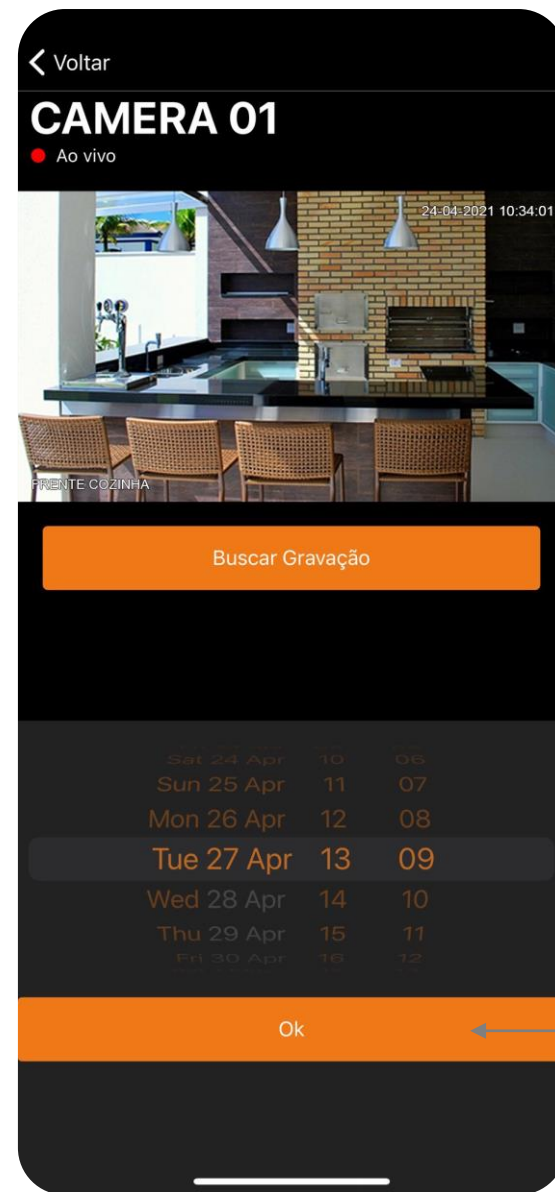 Voltar
CAMERA 01
Ao vivo
24-04-2021 10:34:01
FRENTE COZINHA
Buscar Gravação
Sat 24 Apr 10 06
Sun 25 Apr 11 07
Mon 26 Apr 12 08
Tue 27 Apr 13 09
Wed 28 Apr 14 10
Thu 29 Apr 15 11
Fri 30 Apr 16 12
Ok